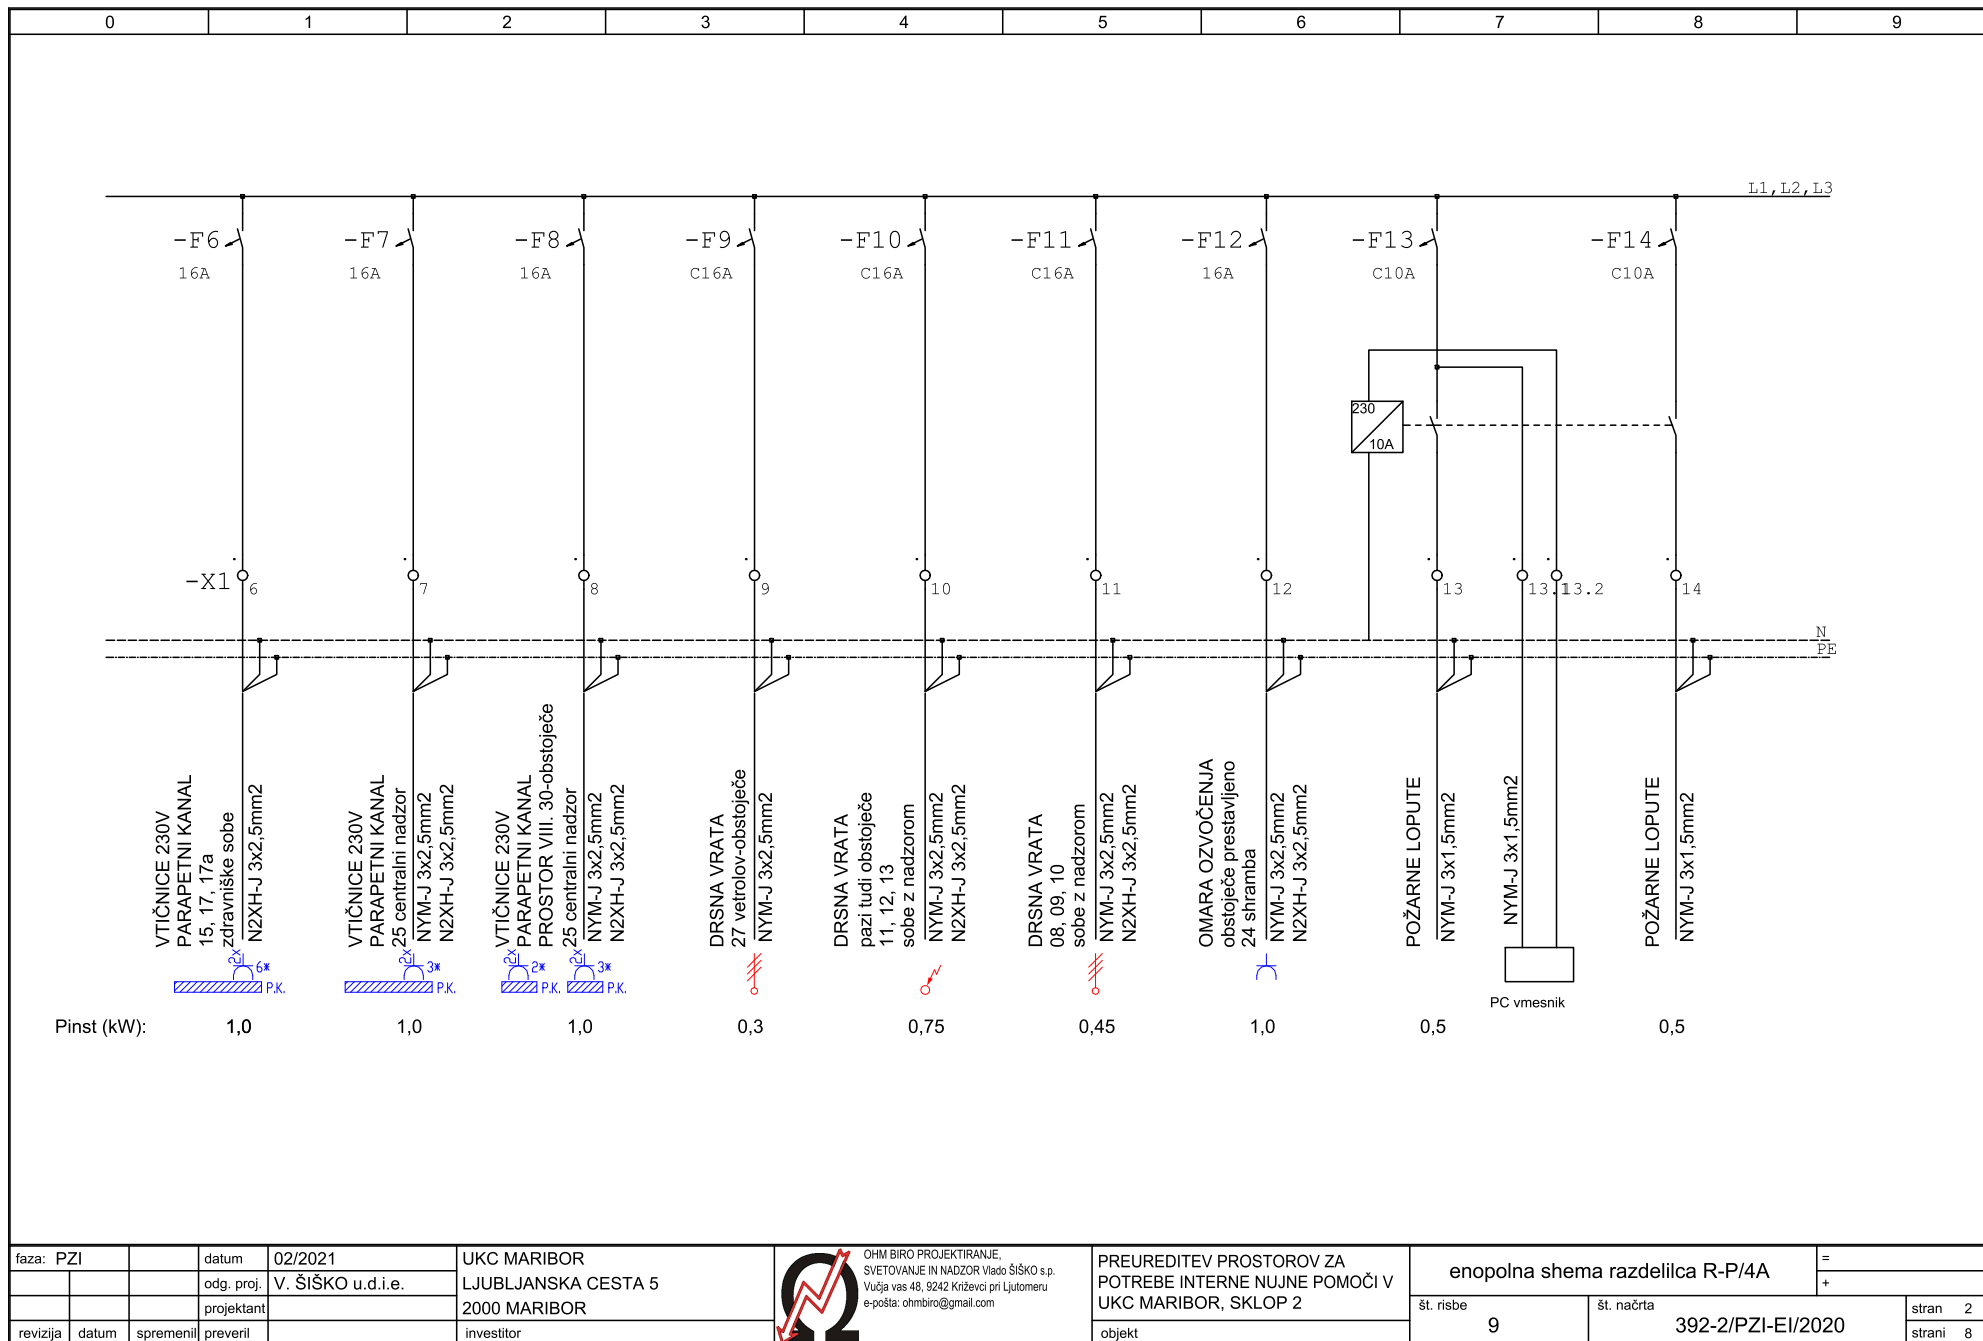 0 1 2 3 4 5 6 7 8 9
L1,L2,L3
-F6 -F7 -F8 -F9 -F10 -F11 -F12 -F13 -F14
16A 16A 16A C16A C16A C16A 16A C10A C10A
230
10A
-X1 6 7 8 9 10 11 12 13 13.1 13.2 14
N
PE
VTIČNICE 230V
PARAPETNI KANAL
15, 17, 17a
zdravniške sobe
N2XH-J 3x2,5mm2
VTIČNICE 230V
PARAPETNI KANAL
25 centralni nadzor
NYM-J 3x2,5mm2
N2XH-J 3x2,5mm2
VTIČNICE 230V
PARAPETNI KANAL
PROSTOR VIII. 30-obstoječe
25 centralni nadzor
NYM-J 3x2,5mm2
N2XH-J 3x2,5mm2
DRSNA VRATA
27 vetrolov-obstoječe
NYM-J 3x2,5mm2
DRSNA VRATA
pazi tudi obstoječe
11, 12, 13
sobe z nadzorom
NYM-J 3x2,5mm2
N2XH-J 3x2,5mm2
DRSNA VRATA
08, 09, 10
sobe z nadzorom
NYM-J 3x2,5mm2
N2XH-J 3x2,5mm2
OMARA OZVOČENJA
obstoječe prestavljeno
24 shramba
NYM-J 3x2,5mm2
N2XH-J 3x2,5mm2
POŽARNE LOPUTE
NYM-J 3x1,5mm2
NYM-J 3x1,5mm2
POŽARNE LOPUTE
NYM-J 3x1,5mm2
2x 6* P.K.
2x 3* P.K.
2x 2* P.K.
2x 3* P.K.
PC vmesnik
Pinst (kW): 1,0 1,0 1,0 0,3 0,75 0,45 1,0 0,5 0,5
faza: PZI
datum 02/2021
odg. proj. V. ŠIŠKO u.d.i.e.
projektant
revizija datum spremenil preveril
UKC MARIBOR
LJUBLJANSKA CESTA 5
2000 MARIBOR
investitor
OHM BIRO PROJEKTIRANJE,
SVETOVANJE IN NADZOR Vlado ŠIŠKO s.p.
Vučja vas 48, 9242 Križevci pri Ljutomeru
e-pošta: ohmbiro@gmail.com
PREUREDITEV PROSTOROV ZA
POTREBE INTERNE NUJNE POMOČI V
UKC MARIBOR, SKLOP 2
objekt
enopolna shema razdelilca R-P/4A
=
+
št. risbe
9
št. načrta
392-2/PZI-EI/2020
stran 2
strani 8